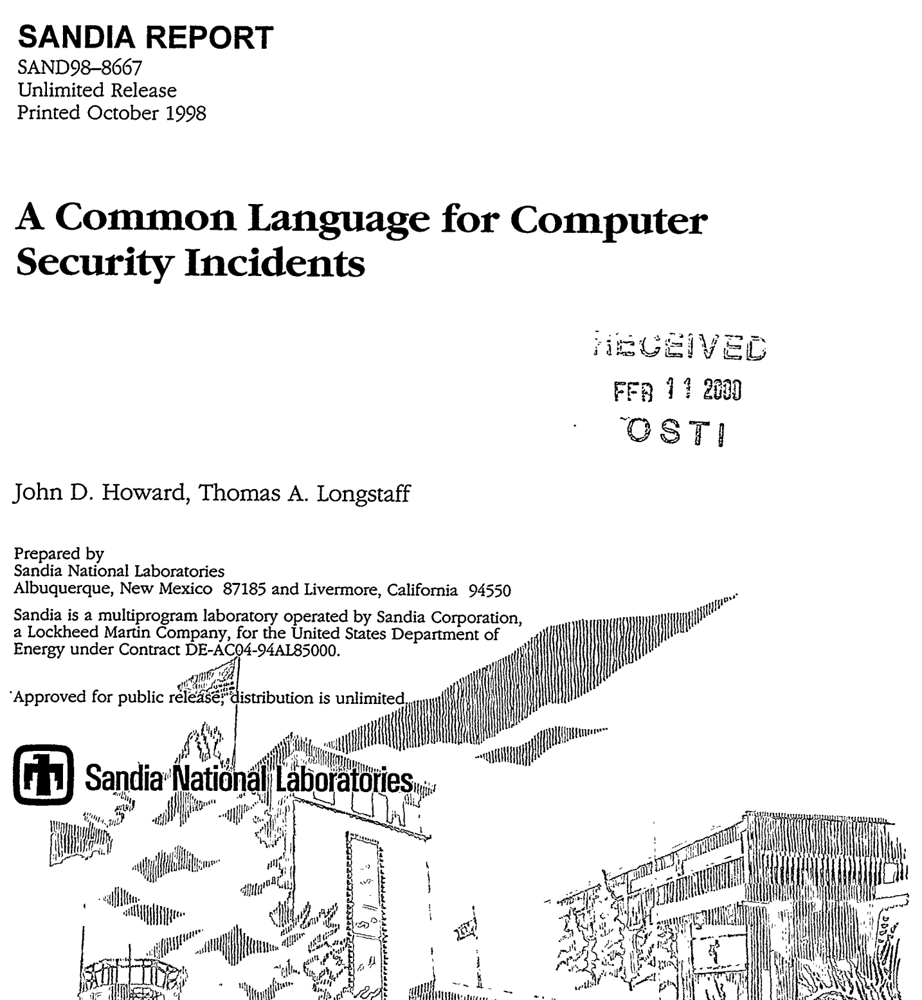 SANDIA REPORT
SAND98–8667
Unlimited Release
Printed October 1998
A Common Language for Computer
Security Incidents
RECEIVED
FEB 11 2000
OSTI
John D. Howard, Thomas A. Longstaff
Prepared by
Sandia National Laboratories
Albuquerque, New Mexico 87185 and Livermore, California 94550
Sandia is a multiprogram laboratory operated by Sandia Corporation,
a Lockheed Martin Company, for the United States Department of
Energy under Contract DE-AC04-94AL85000.
Approved for public release; distribution is unlimited.
Sandia National Laboratories